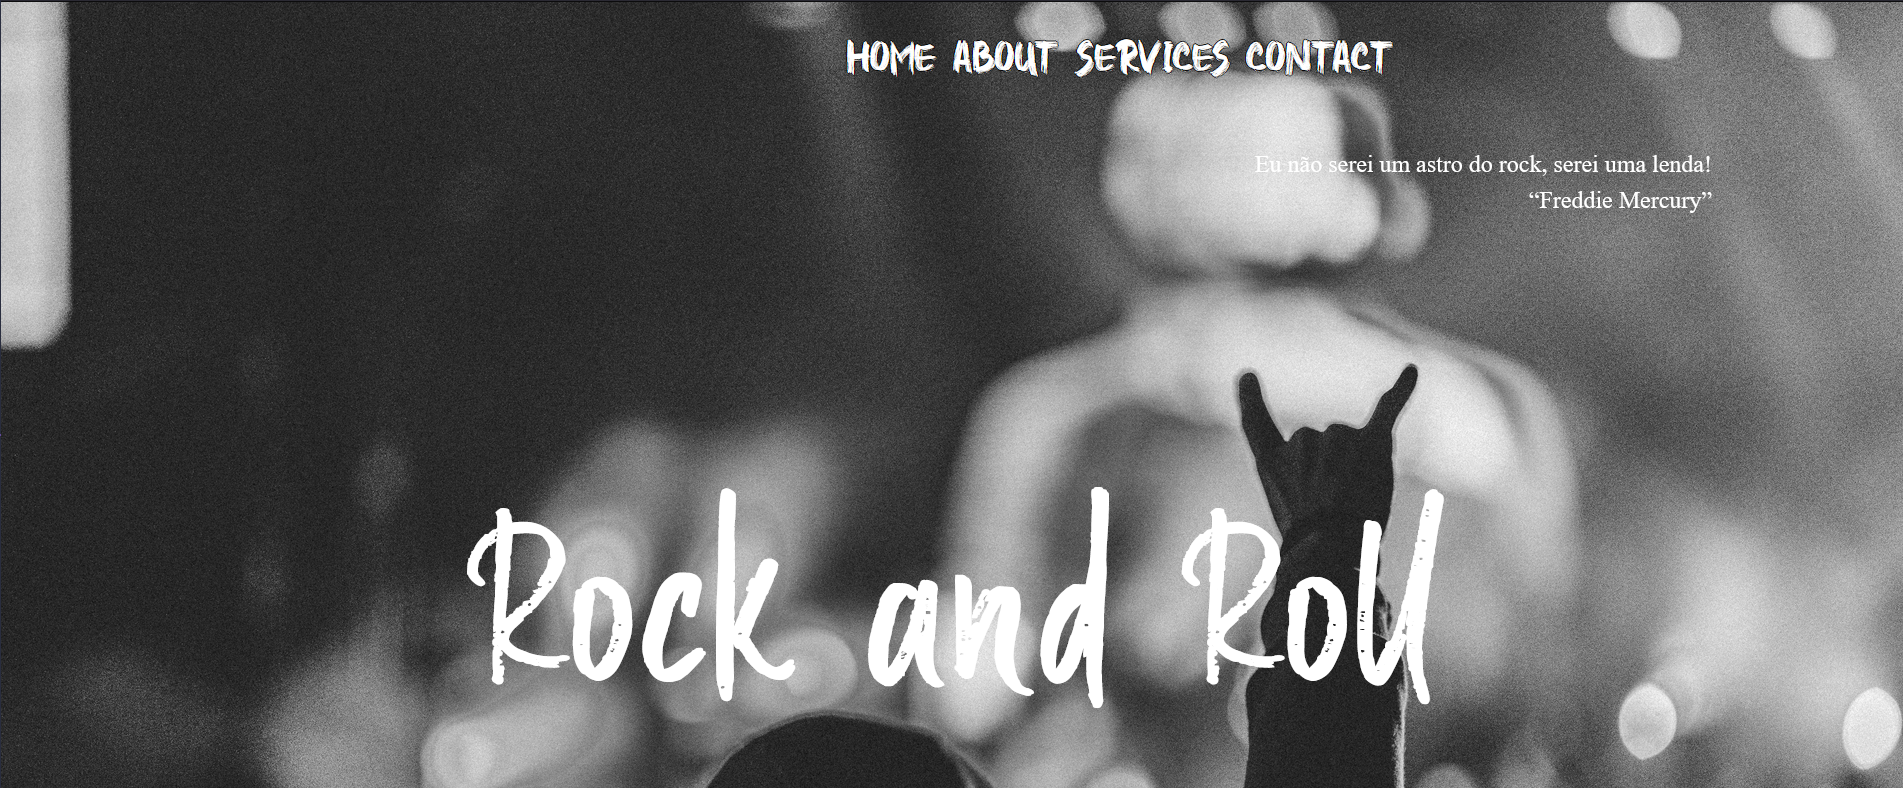 HOME ABOUT SERVICES CONTACT
Eu não serei um astro do rock, serei uma lenda!
“Freddie Mercury”
Rock and Roll